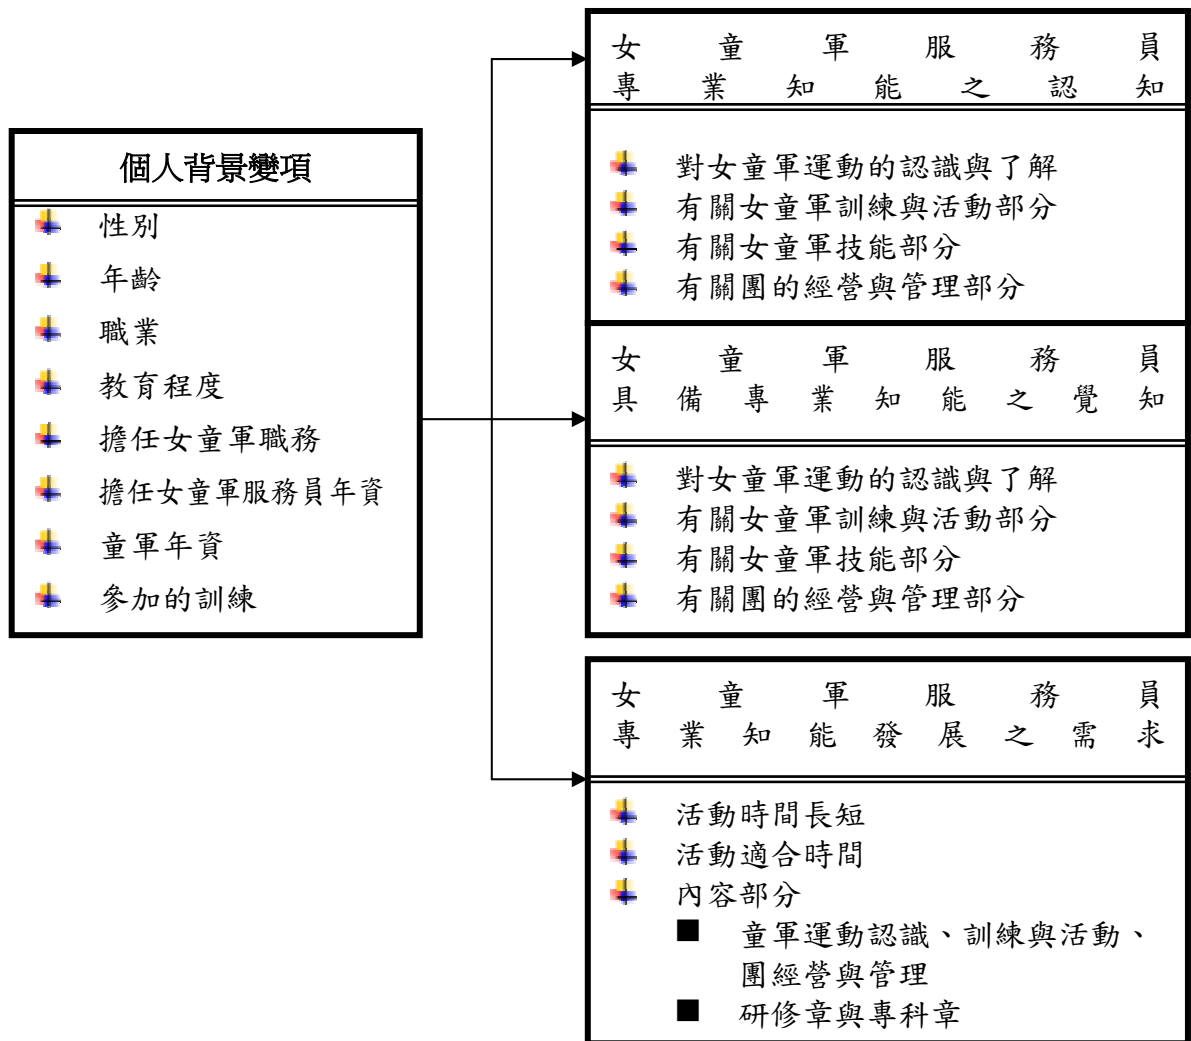 個人背景變項
性別
年齡
職業
教育程度
擔任女童軍職務
擔任女童軍服務員年資
童軍年資
參加的訓練
女童軍服務員
專業知能之認知
對女童軍運動的認識與了解
有關女童軍訓練與活動部分
有關女童軍技能部分
有關團的經營與管理部分
女童軍服務員
具備專業知能之覺知
對女童軍運動的認識與了解
有關女童軍訓練與活動部分
有關女童軍技能部分
有關團的經營與管理部分
女童軍服務員
專業知能發展之需求
活動時間長短
活動適合時間
內容部分
童軍運動認識、訓練與活動、
團經營與管理
研修章與專科章